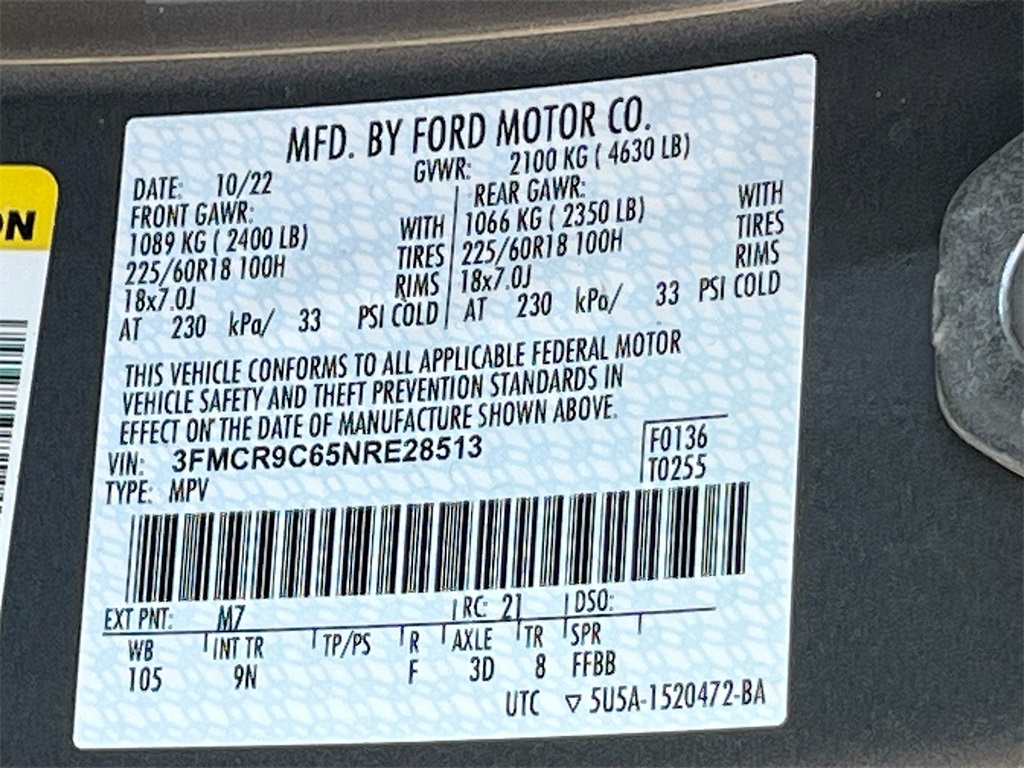 MFD. BY FORD MOTOR CO.
DATE: 10/22 GVWR: 2100 KG ( 4630 LB)
FRONT GAWR: REAR GAWR:
1089 KG ( 2400 LB) WITH 1066 KG ( 2350 LB) WITH
225/60R18 100H TIRES 225/60R18 100H TIRES
18x7.0J RIMS 18x7.0J RIMS
AT 230 kPa/ 33 PSI COLD AT 230 kPa/ 33 PSI COLD
THIS VEHICLE CONFORMS TO ALL APPLICABLE FEDERAL MOTOR
VEHICLE SAFETY AND THEFT PREVENTION STANDARDS IN
EFFECT ON THE DATE OF MANUFACTURE SHOWN ABOVE.
VIN: 3FMCR9C65NRE28513 F0136
TYPE: MPV T0255
EXT PNT: M7 RC: 21 DSO:
WB INT TR TP/PS R AXLE TR SPR
105 9N F 3D 8 FFBB
UTC ▽ 5U5A-1520472-BA